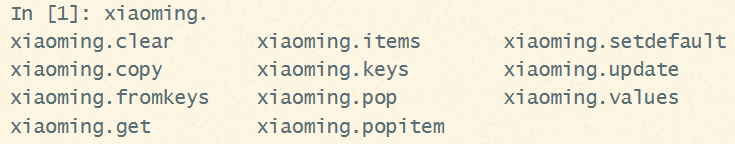 In [1]: xiaoming.
xiaoming.clear xiaoming.items xiaoming.setdefault
xiaoming.copy xiaoming.keys xiaoming.update
xiaoming.fromkeys xiaoming.pop xiaoming.values
xiaoming.get xiaoming.popitem